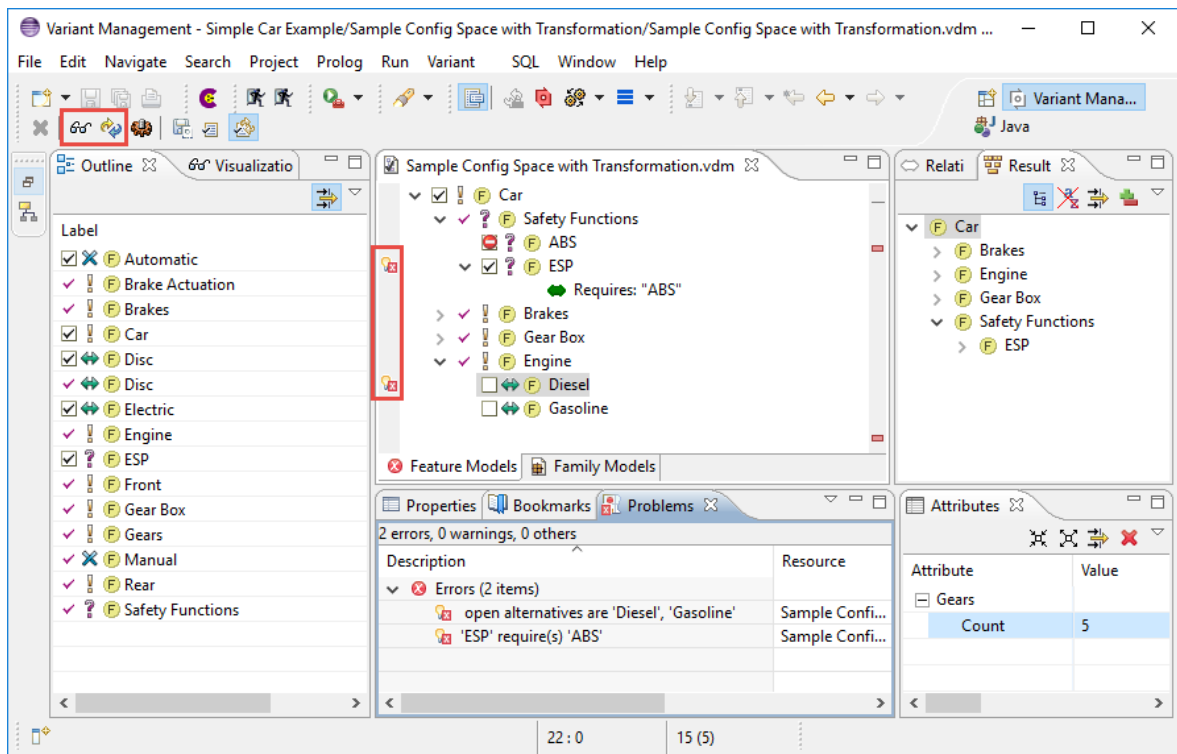 Variant Management - Simple Car Example/Sample Config Space with Transformation/Sample Config Space with Transformation.vdm ...
File Edit Navigate Search Project Prolog Run Variant SQL Window Help
Variant Mana...
Java
Outline
Visualizatio
Label
Automatic
Brake Actuation
Brakes
Car
Disc
Disc
Electric
Engine
ESP
Front
Gear Box
Gears
Manual
Rear
Safety Functions
Sample Config Space with Transformation.vdm
F Car
F Safety Functions
F ABS
F ESP
Requires: "ABS"
F Brakes
F Gear Box
F Engine
F Diesel
F Gasoline
Feature Models
Family Models
Relati
Result
F Car
F Brakes
F Engine
F Gear Box
F Safety Functions
F ESP
Properties
Bookmarks
Problems
2 errors, 0 warnings, 0 others
Description Resource
Errors (2 items)
open alternatives are 'Diesel', 'Gasoline' Sample Confi...
'ESP' require(s) 'ABS' Sample Confi...
Attributes
Attribute Value
Gears
Count 5
22 : 0
15 (5)